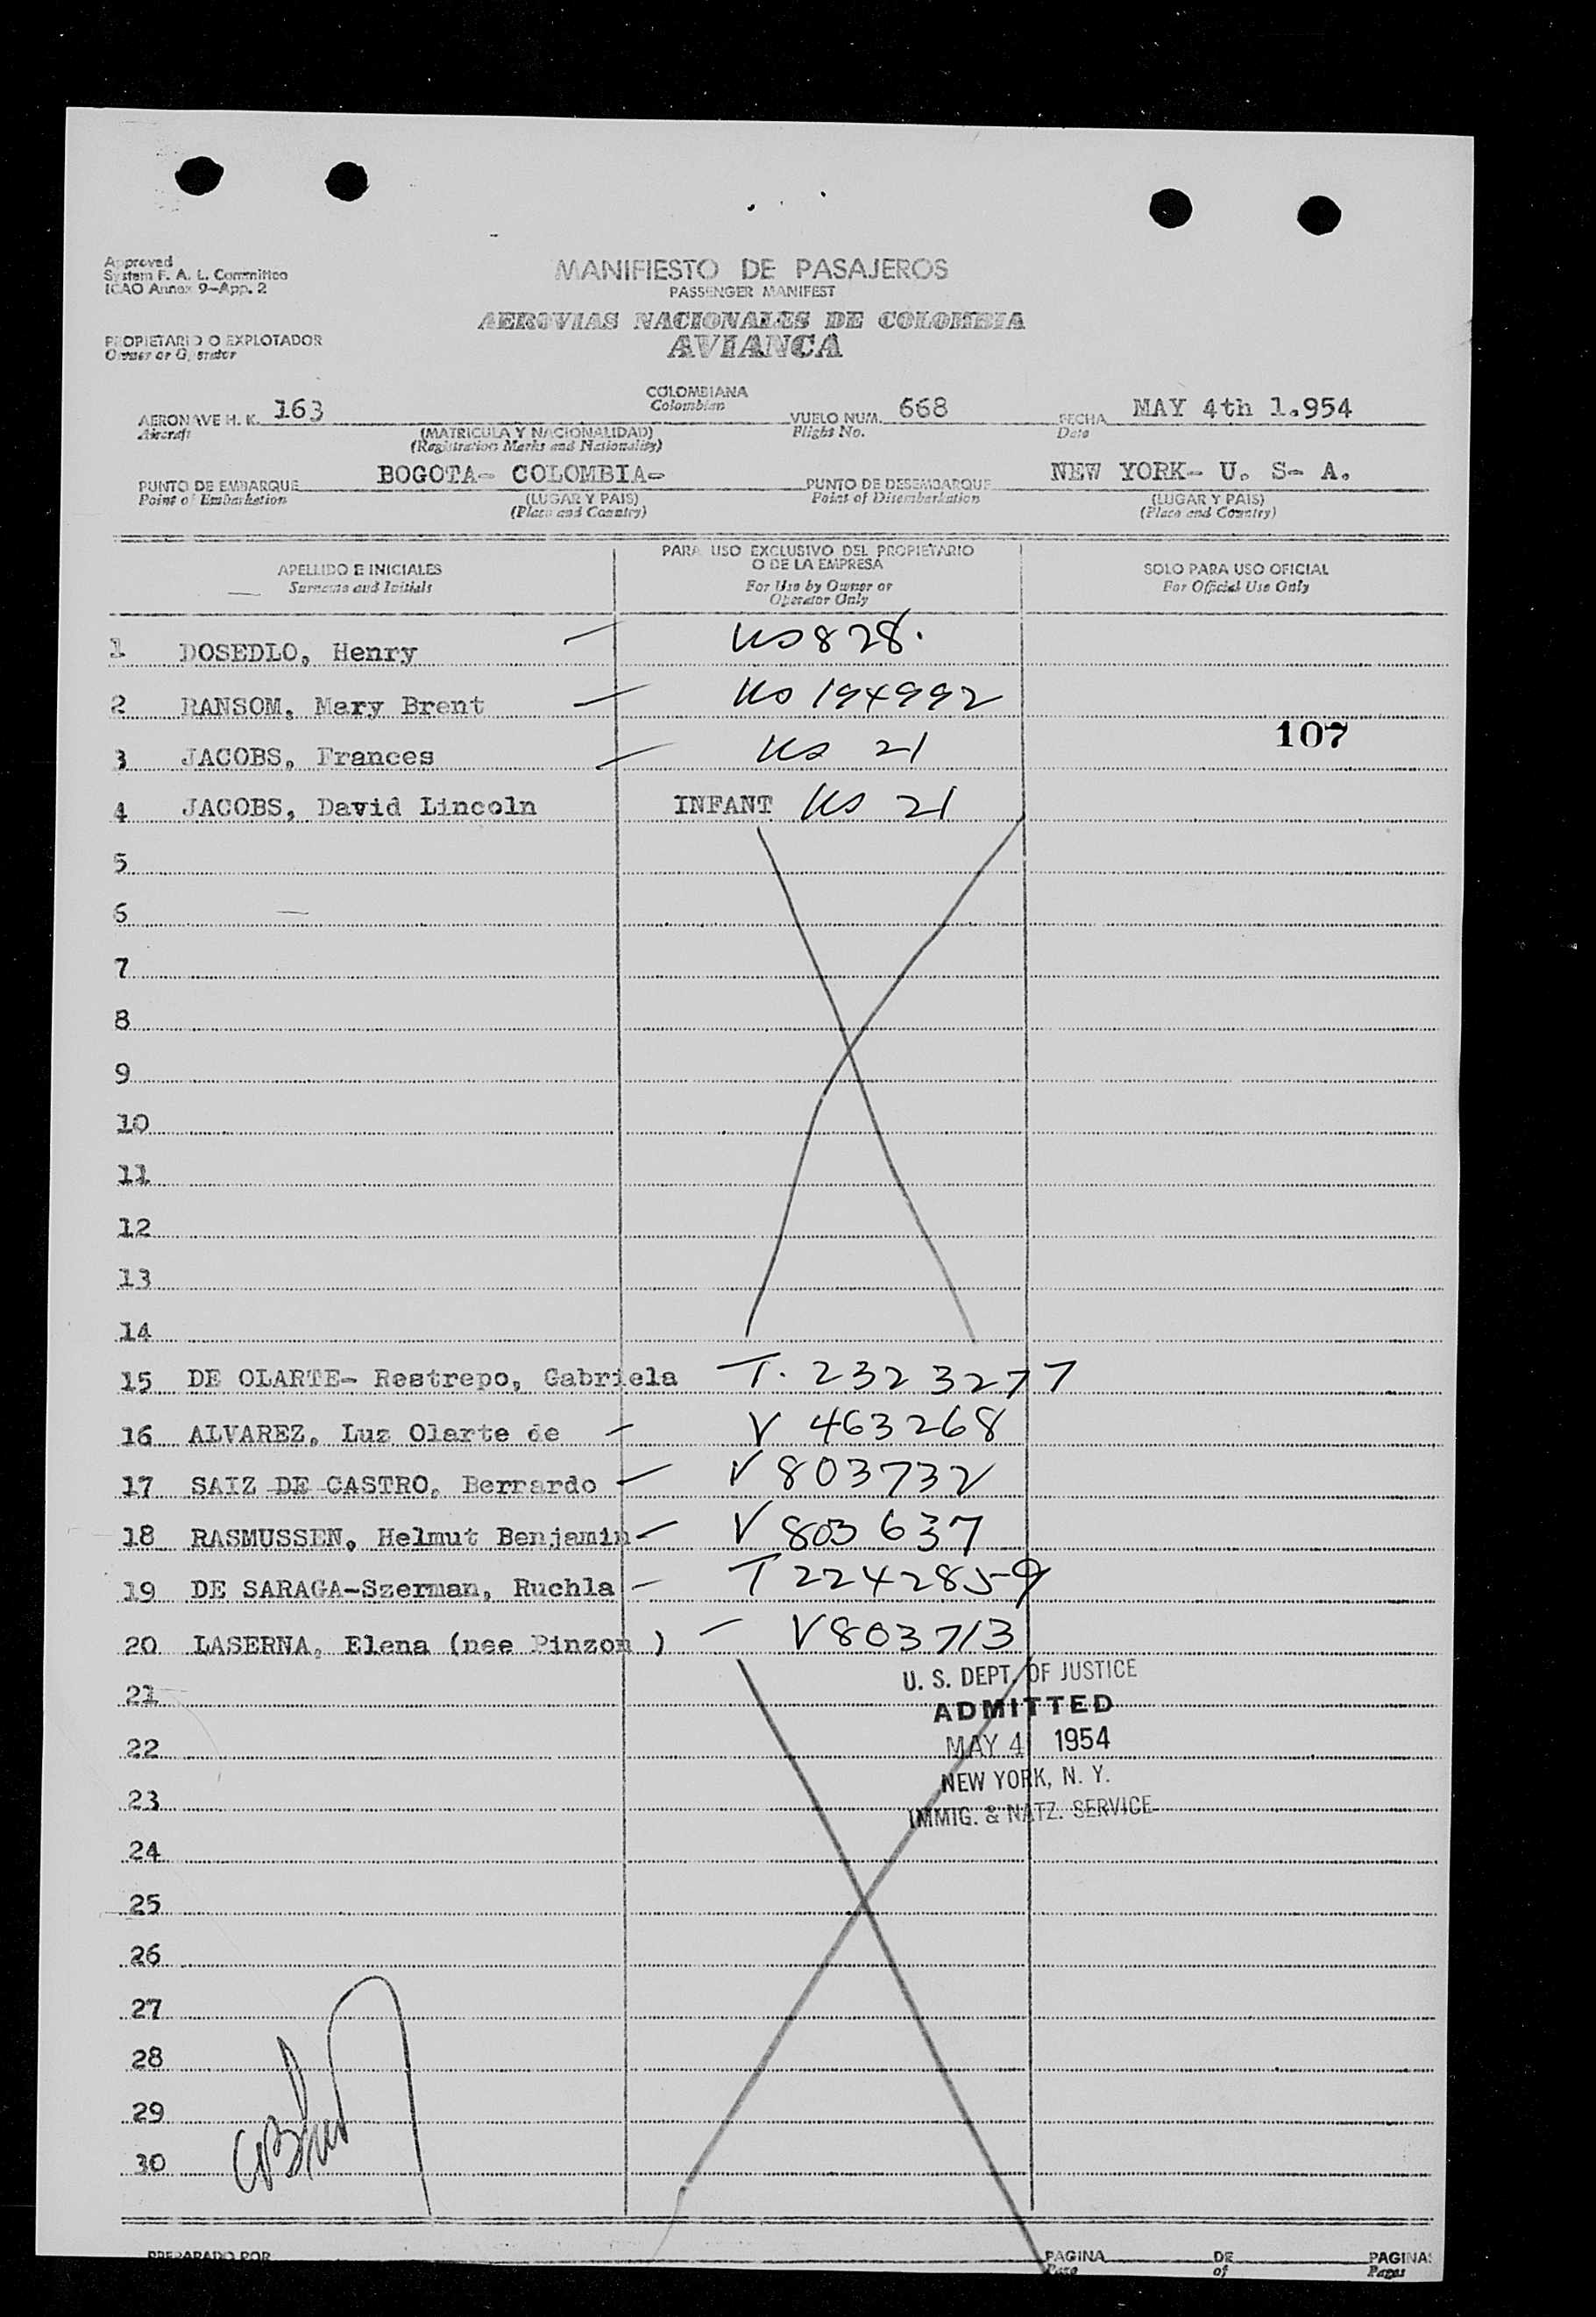 Approved
System F. A. L. Committee
ICAO Annex 9-App. 2
MANIFIESTO DE PASAJEROS
PASSENGER MANIFEST
AEROVIAS NACIONALES DE COLOMBIA
AVIANCA
PROPIETARIO O EXPLOTADOR
Owner or Operator
AERONAVE H. K. 163 COLOMBIANA VUELO NUM. 668 FECHA MAY 4th 1.954
Aircraft Colombian Flight No. Date
(MATRICULA Y NACIONALIDAD)
(Registration Marks and Nationality)
PUNTO DE EMBARQUE BOGOTA- COLOMBIA- PUNTO DE DESEMBARQUE NEW YORK- U. S- A.
Point of Embarkation (LUGAR Y PAIS) Point of Disembarkation (LUGAR Y PAIS)
(Place and Country) (Place and Country)
APELLIDO E INICIALES
Surname and Initials
PARA USO EXCLUSIVO DEL PROPIETARIO
O DE LA EMPRESA
For Use by Owner or
Operator Only
SOLO PARA USO OFICIAL
For Official Use Only
1 DOSEDLO, Henry US 828.
2 RANSOM, Mary Brent US 194992
107
3 JACOBS, Frances US 21
4 JACOBS, David Lincoln INFANT US 21
5
6
7
8
9
10
11
12
13
14
15 DE OLARTE- Restrepo, Gabriela T. 2323277
16 ALVAREZ, Luz Olarte de V 463268
17 SAIZ DE CASTRO, Bernardo V 803732
18 RASMUSSEN, Helmut Benjamin V 803637
19 DE SARAGA-Szerman, Ruchla T 2242859
20 LASERNA, Elena (nee Pinzon ) V803713
U. S. DEPT. OF JUSTICE
21 ADMITTED
22 MAY 4 1954
NEW YORK, N. Y.
23 IMMIG. & NATZ. SERVICE
24
25
26
27
28
29
30
PREPARADO POR PAGINA DE PAGINAS
Page of Pages